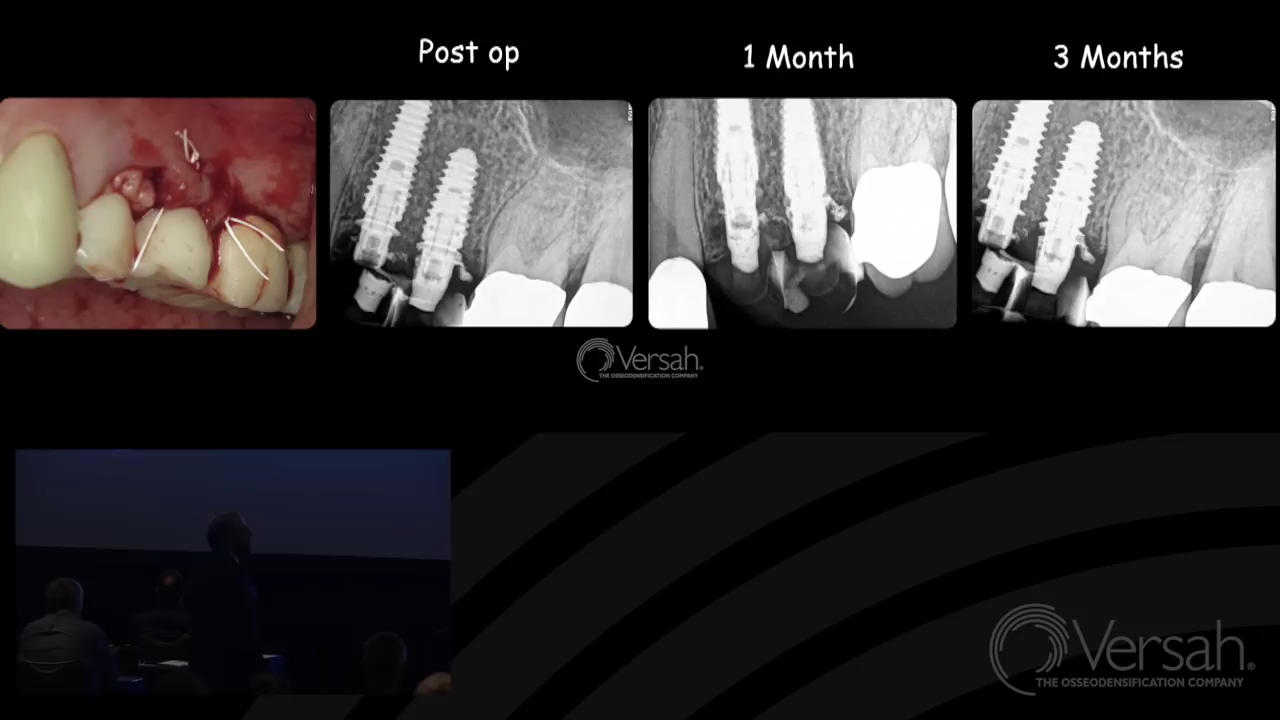 Post op
1 Month
3 Months
Versah®
THE OSSEODENSIFICATION COMPANY
Versah®
THE OSSEODENSIFICATION COMPANY